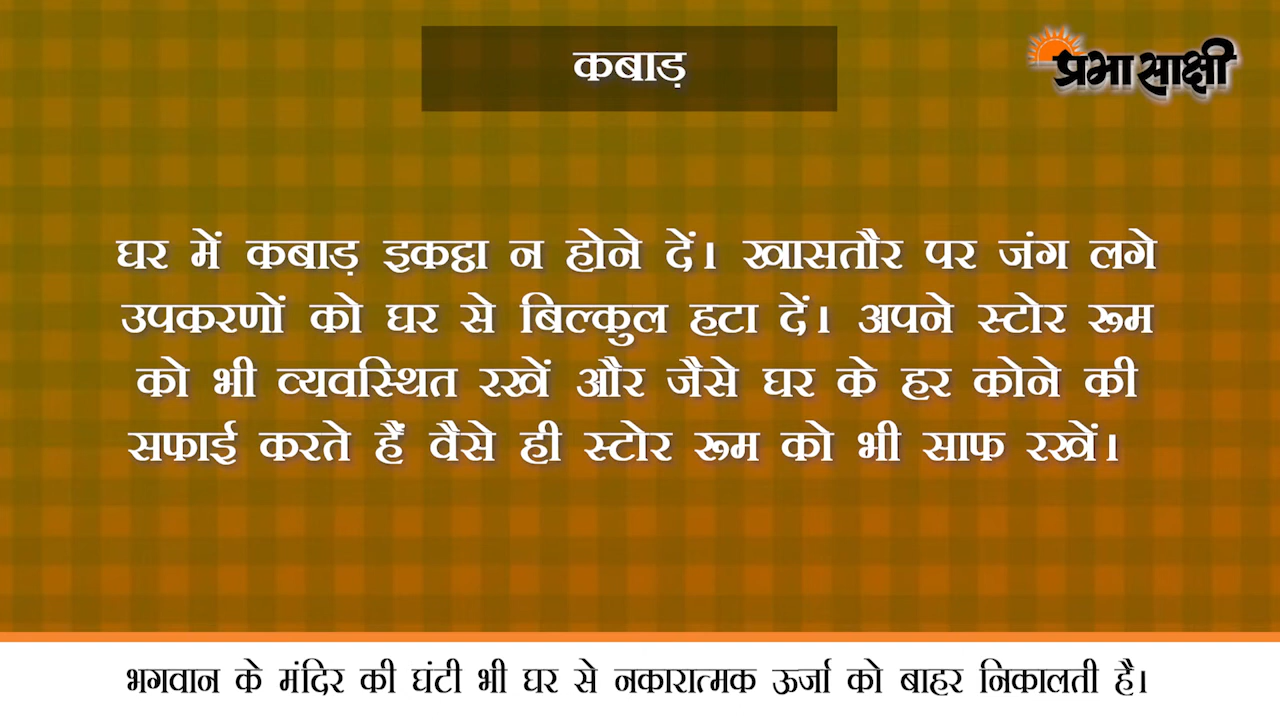 कबाड़
प्रभासाक्षी
घर में कबाड़ इकट्ठा न होने दें। खासतौर पर जंग लगे
उपकरणों को घर से बिल्कुल हटा दें। अपने स्टोर रूम
को भी व्यवस्थित रखें और जैसे घर के हर कोने की
सफाई करते हैं वैसे ही स्टोर रूम को भी साफ रखें।
भगवान के मंदिर की घंटी भी घर से नकारात्मक ऊर्जा को बाहर निकालती है।